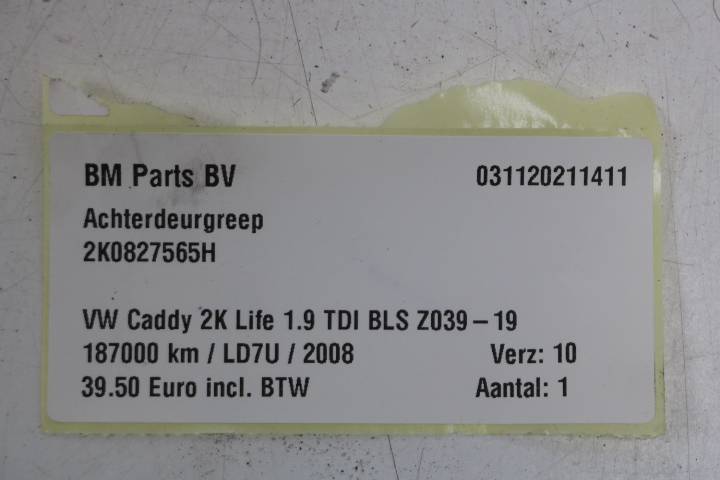 BM Parts BV 031120211411
Achterdeurgreep
2K0827565H
VW Caddy 2K Life 1.9 TDI BLS Z039 – 19
187000 km / LD7U / 2008 Verz: 10
39.50 Euro incl. BTW Aantal: 1